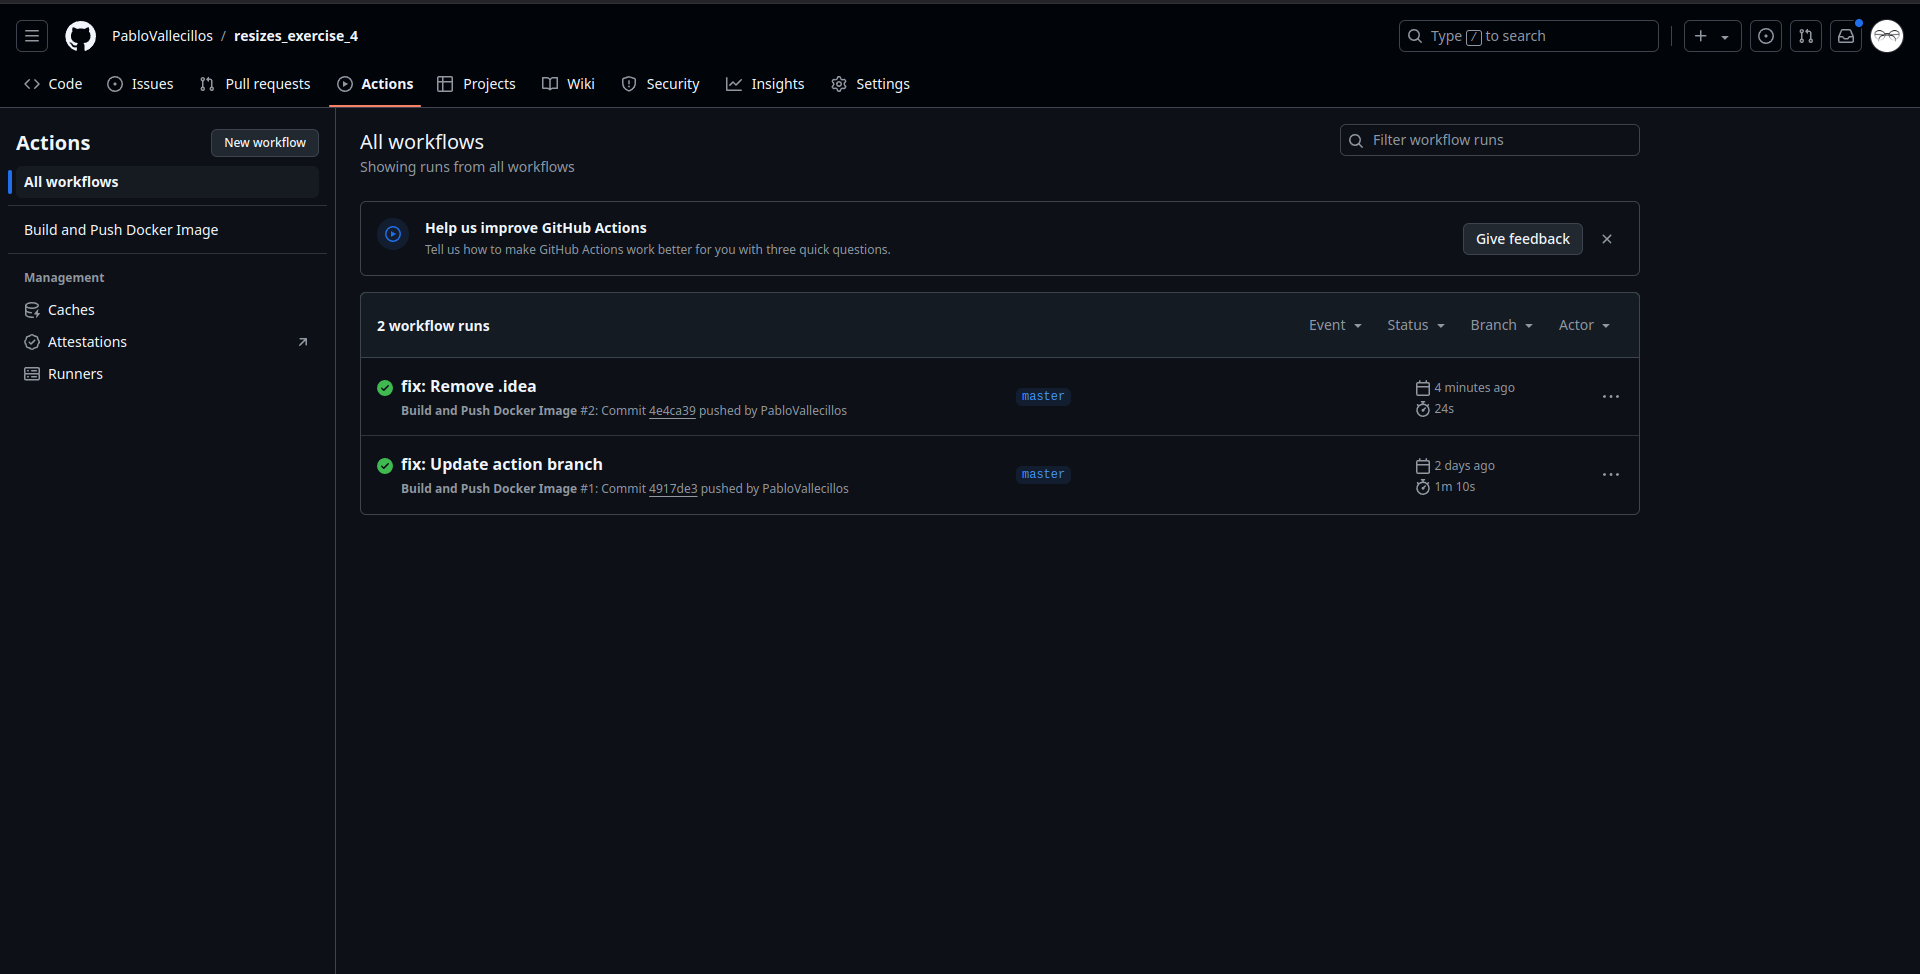 PabloVallecillos / resizes_exercise_4
Type / to search
Code Issues Pull requests Actions Projects Wiki Security Insights Settings
Actions
New workflow
All workflows
Build and Push Docker Image
Management
Caches
Attestations
Runners
All workflows
Showing runs from all workflows
Filter workflow runs
Help us improve GitHub Actions
Tell us how to make GitHub Actions work better for you with three quick questions.
Give feedback
2 workflow runs
Event Status Branch Actor
fix: Remove .idea
Build and Push Docker Image #2: Commit 4e4ca39 pushed by PabloVallecillos
master
4 minutes ago
24s
fix: Update action branch
Build and Push Docker Image #1: Commit 4917de3 pushed by PabloVallecillos
master
2 days ago
1m 10s